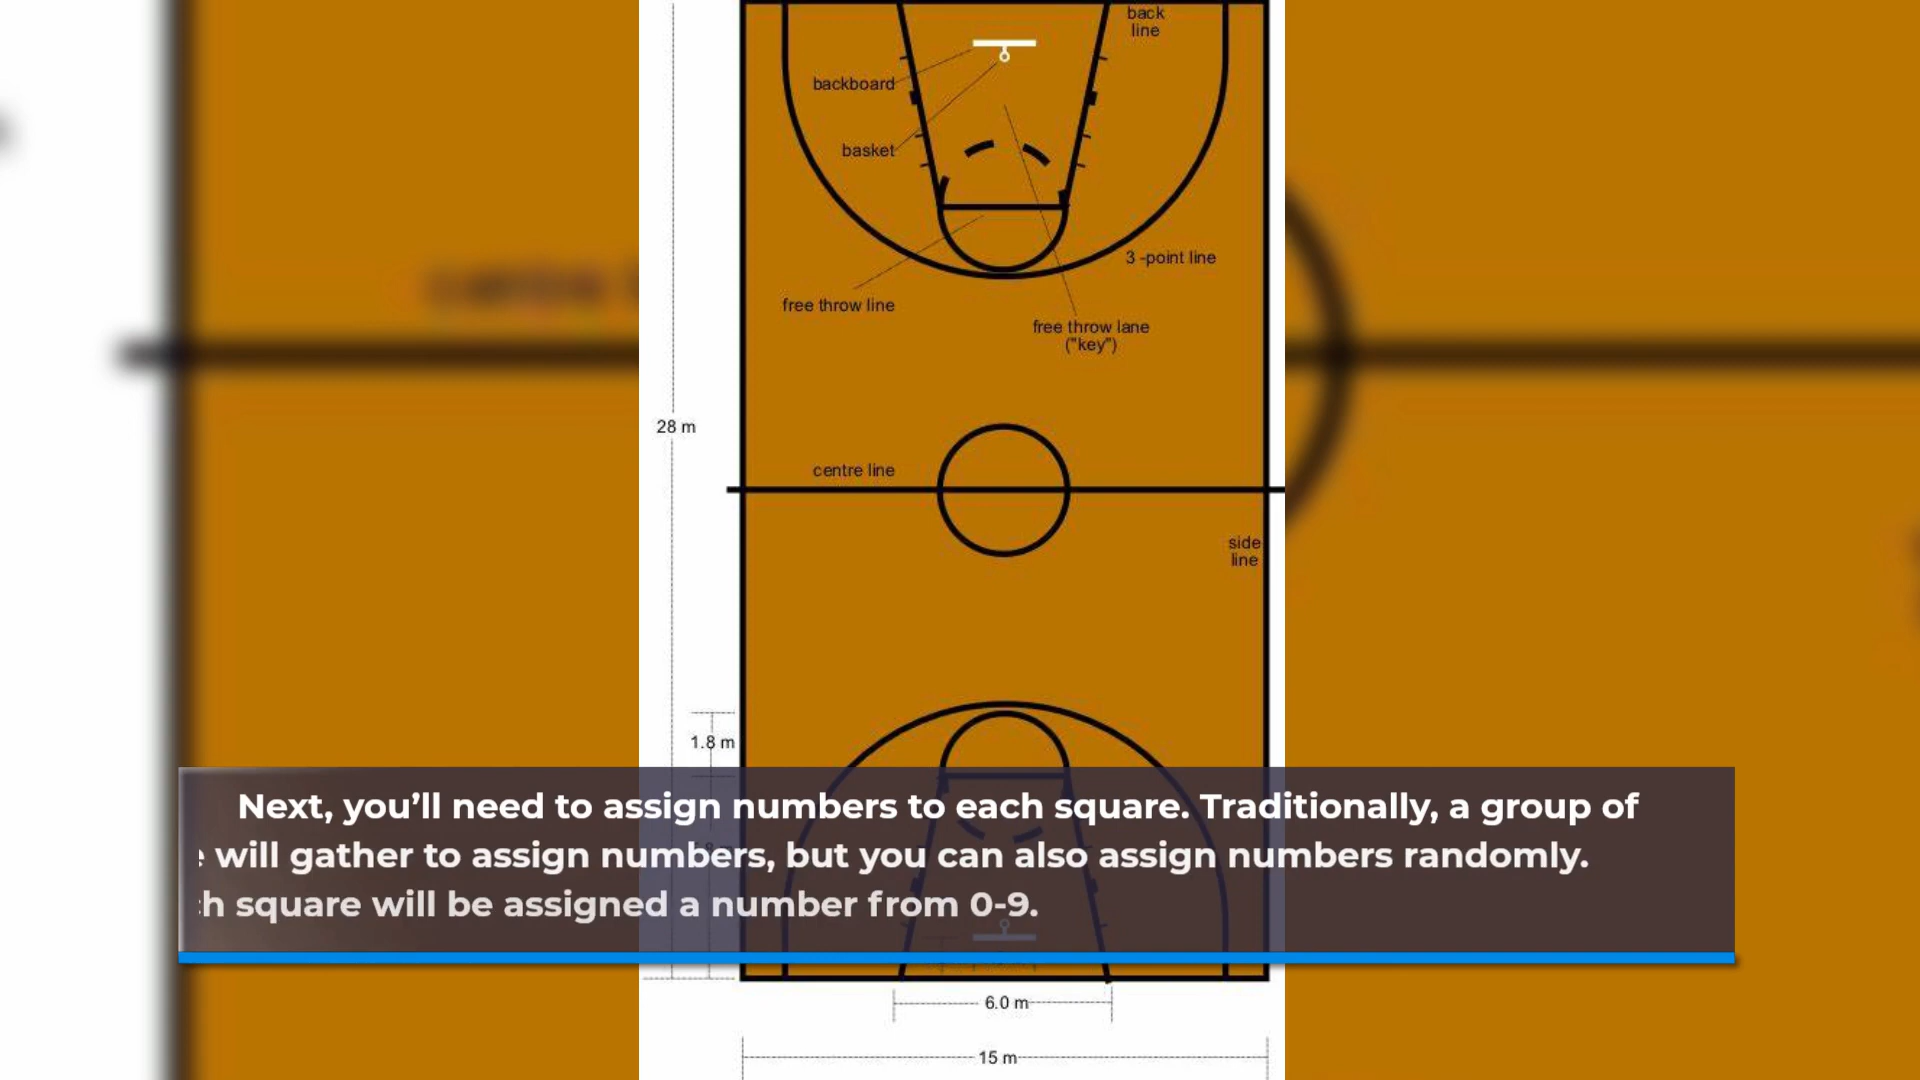 back
line
backboard
basket
3 -point line
free throw line
free throw lane
("key")
28 m
centre line
side
line
1.8 m
Next, you’ll need to assign numbers to each square. Traditionally, a group of
will gather to assign numbers, but you can also assign numbers randomly.
square will be assigned a number from 0-9.
6.0 m
15 m